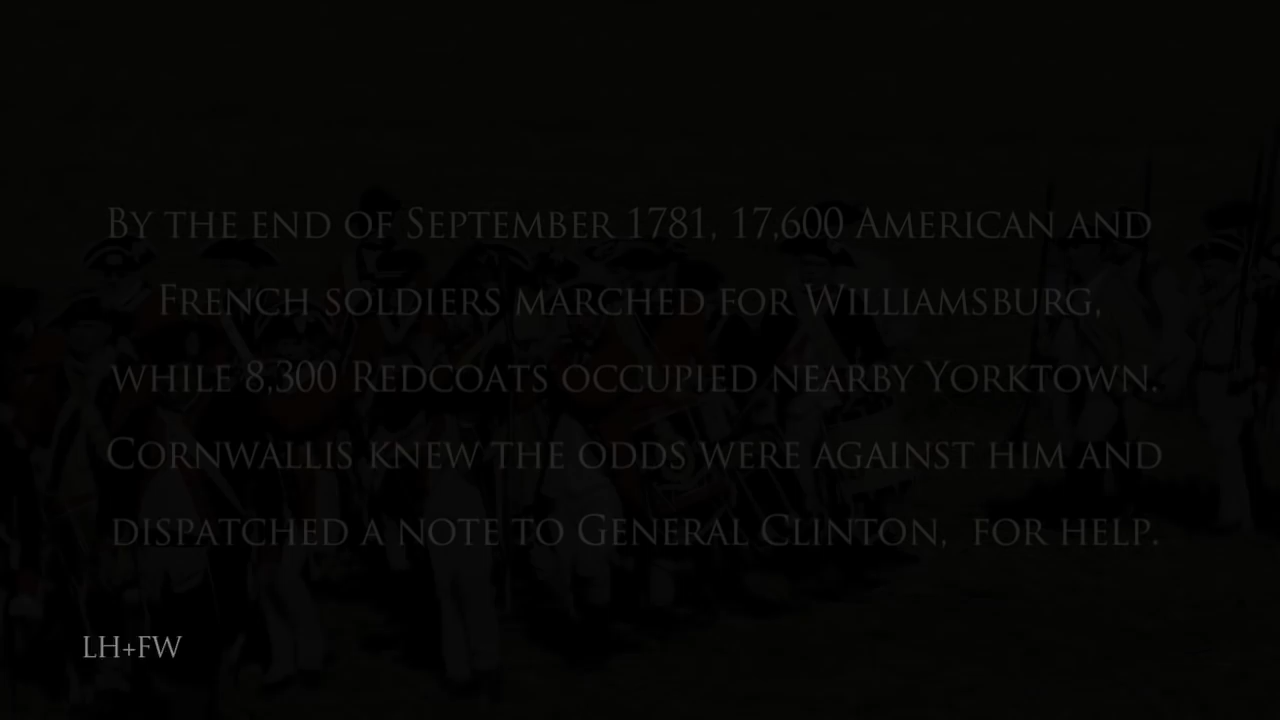 By the end of September 1781, 17,600 American and
French soldiers marched for Williamsburg,
while 8,300 Redcoats occupied nearby Yorktown.
Cornwallis knew the odds were against him and
dispatched a note to General Clinton, for help.
LH+FW